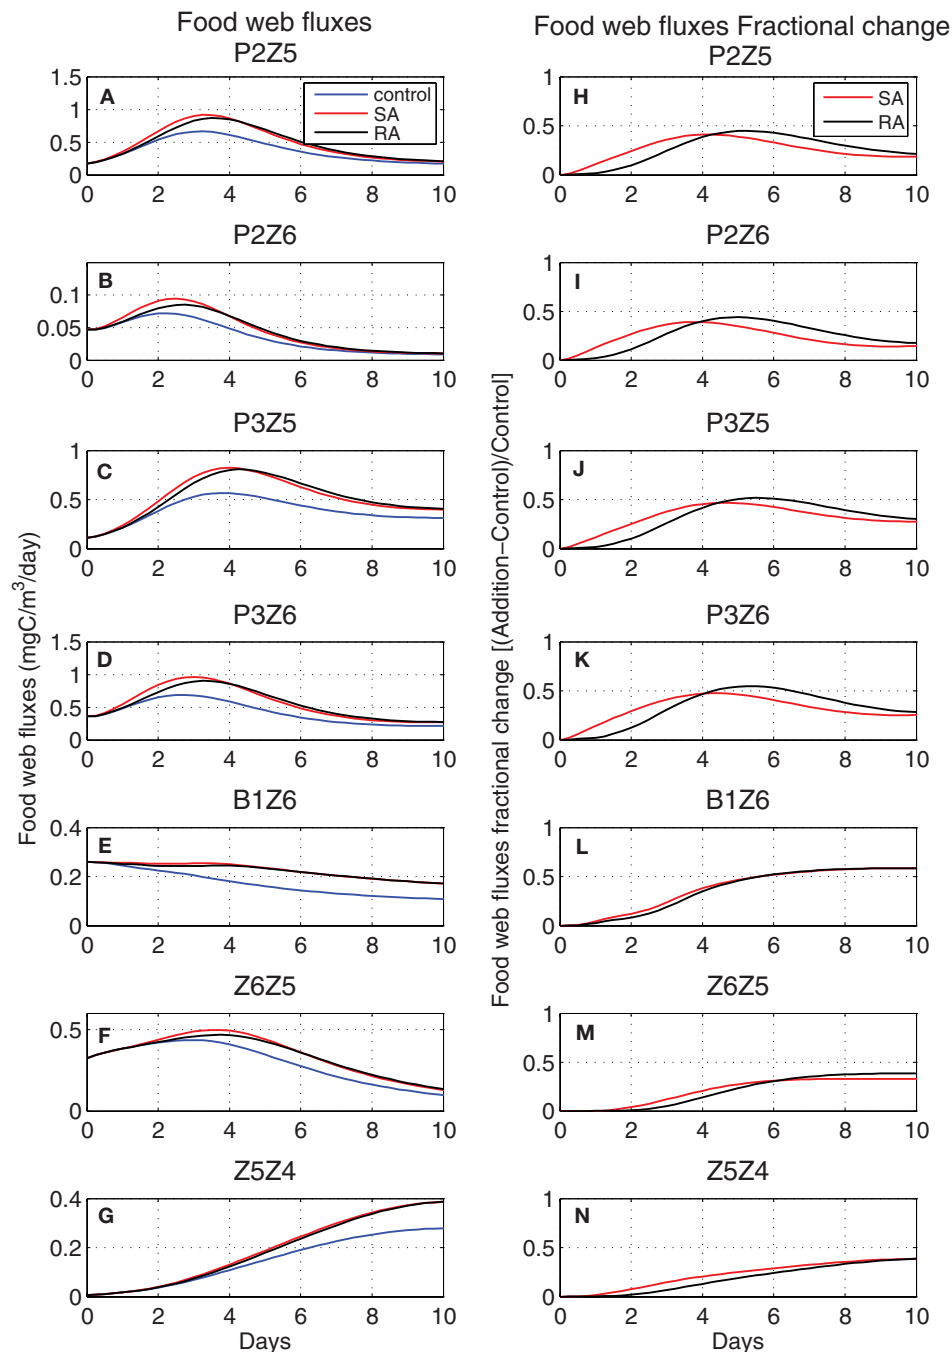 Food web fluxes
Food web fluxes Fractional change
P2Z5
P2Z5
1.5
1
0.5
0
A
control
SA
RA
0 2 4 6 8 10
1
0.5
0
H
SA
RA
0 2 4 6 8 10
P2Z6
P2Z6
0.1
0.05
0
B
0 2 4 6 8 10
1
0.5
0
I
0 2 4 6 8 10
P3Z5
P3Z5
1
0.5
0
C
0 2 4 6 8 10
1
0.5
0
J
0 2 4 6 8 10
Food web fluxes (mgC/m³/day)
Food web fluxes fractional change [(Addition−Control)/Control]
P3Z6
P3Z6
1.5
1
0.5
0
D
0 2 4 6 8 10
1
0.5
0
K
0 2 4 6 8 10
B1Z6
B1Z6
0.4
0.2
0
E
0 2 4 6 8 10
1
0.5
0
L
0 2 4 6 8 10
Z6Z5
Z6Z5
0.5
0
F
0 2 4 6 8 10
1
0.5
0
M
0 2 4 6 8 10
Z5Z4
Z5Z4
0.4
0.2
0
G
0 2 4 6 8 10
Days
1
0.5
0
N
0 2 4 6 8 10
Days